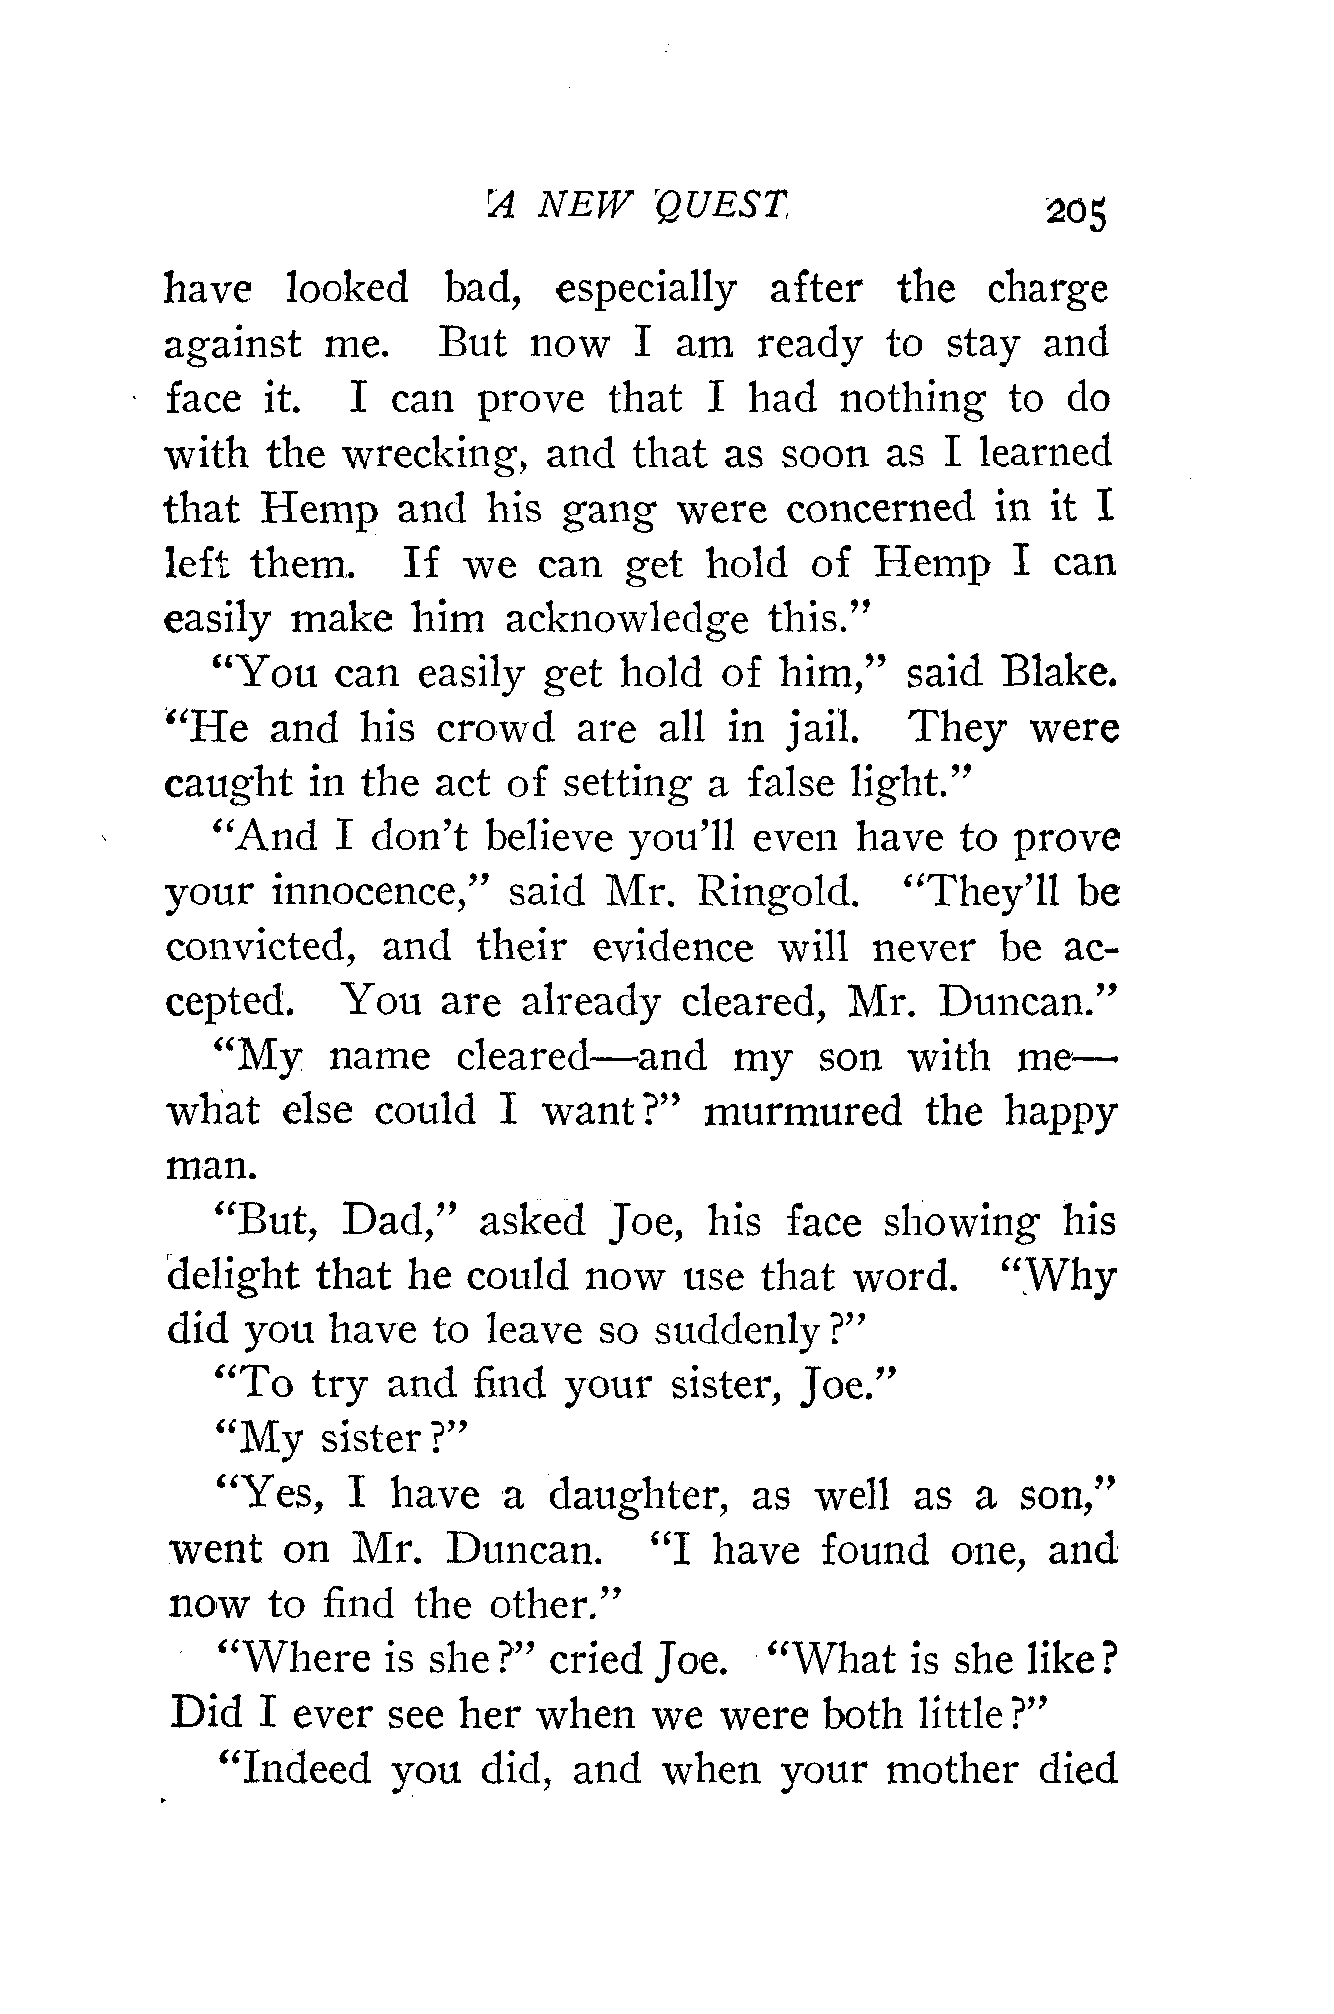 A NEW QUEST 205
have looked bad, especially after the charge
against me. But now I am ready to stay and
face it. I can prove that I had nothing to do
with the wrecking, and that as soon as I learned
that Hemp and his gang were concerned in it I
left them. If we can get hold of Hemp I can
easily make him acknowledge this.”
“You can easily get hold of him,” said Blake.
“He and his crowd are all in jail. They were
caught in the act of setting a false light.”
“And I don’t believe you’ll even have to prove
your innocence,” said Mr. Ringold. “They’ll be
convicted, and their evidence will never be ac-
cepted. You are already cleared, Mr. Duncan.”
“My name cleared—and my son with me—
what else could I want?” murmured the happy
man.
“But, Dad,” asked Joe, his face showing his
delight that he could now use that word. “Why
did you have to leave so suddenly?”
“To try and find your sister, Joe.”
“My sister?”
“Yes, I have a daughter, as well as a son,”
went on Mr. Duncan. “I have found one, and
now to find the other.”
“Where is she?” cried Joe. “What is she like?
Did I ever see her when we were both little?”
“Indeed you did, and when your mother died